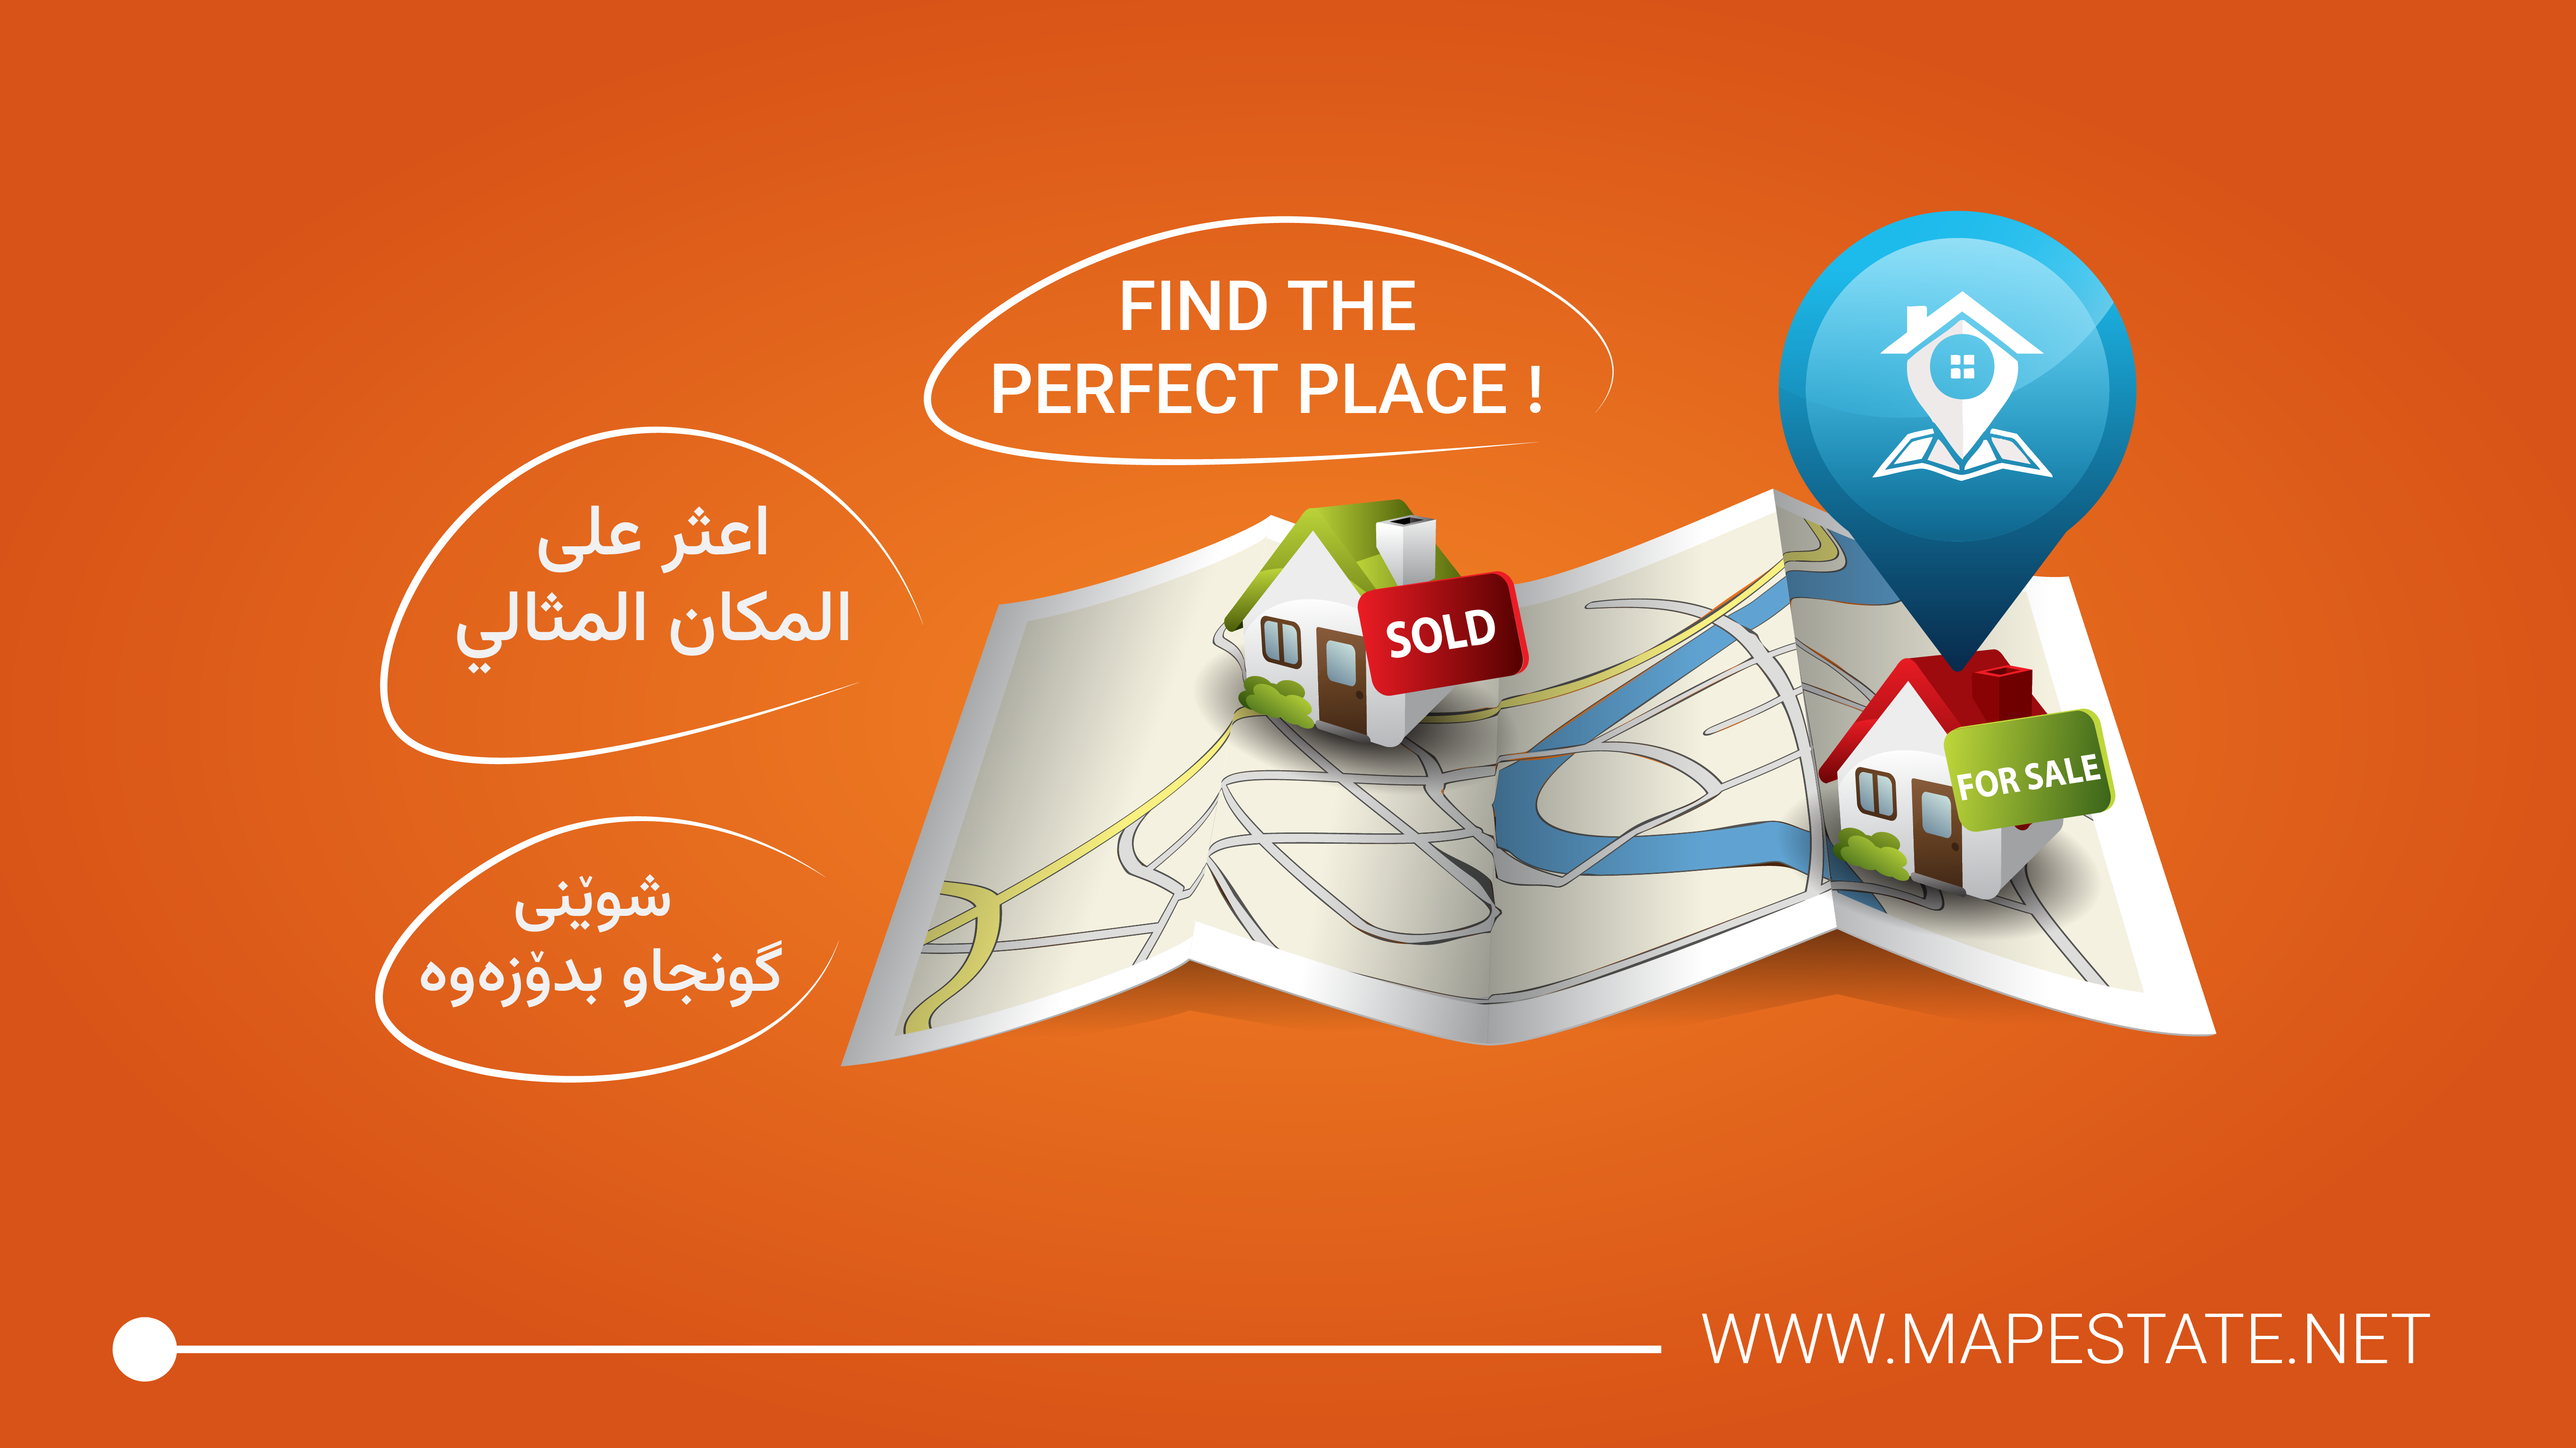 FIND THE
PERFECT PLACE !
اعثر على
المكان المثالي
شوێنی
گونجاو بدۆزەوە
SOLD
FOR SALE
WWW.MAPESTATE.NET